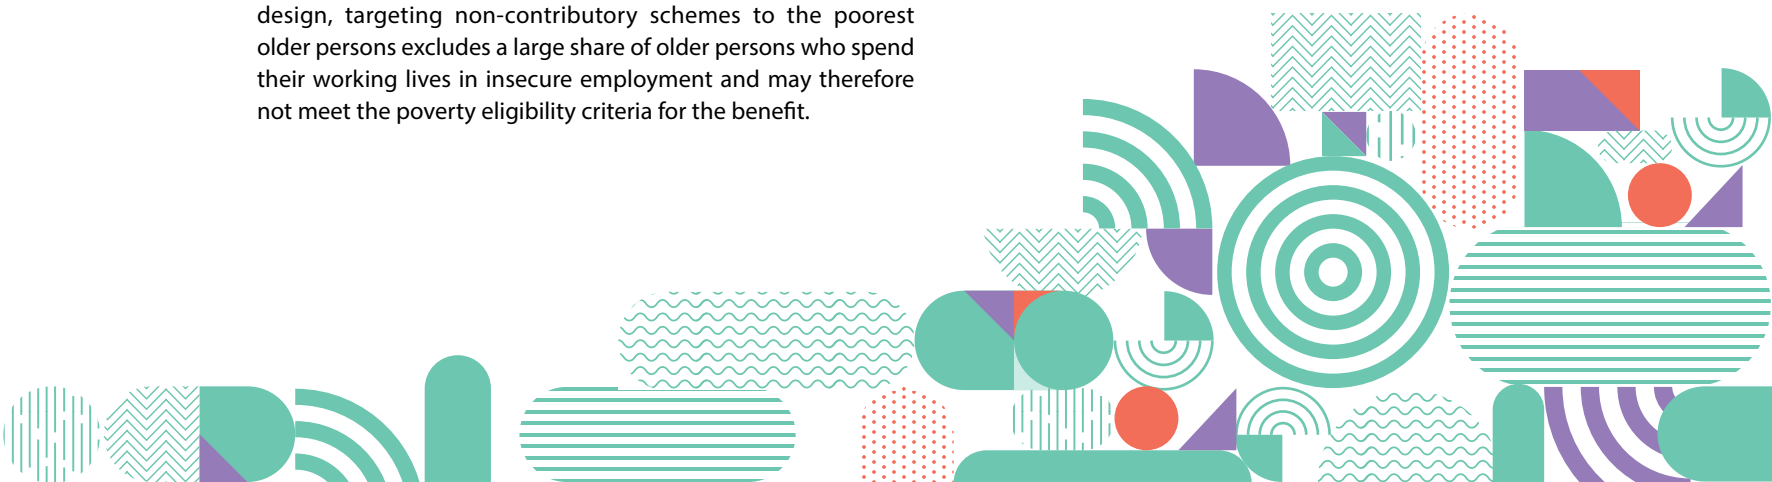 design, targeting non-contributory schemes to the poorest
older persons excludes a large share of older persons who spend
their working lives in insecure employment and may therefore
not meet the poverty eligibility criteria for the benefit.